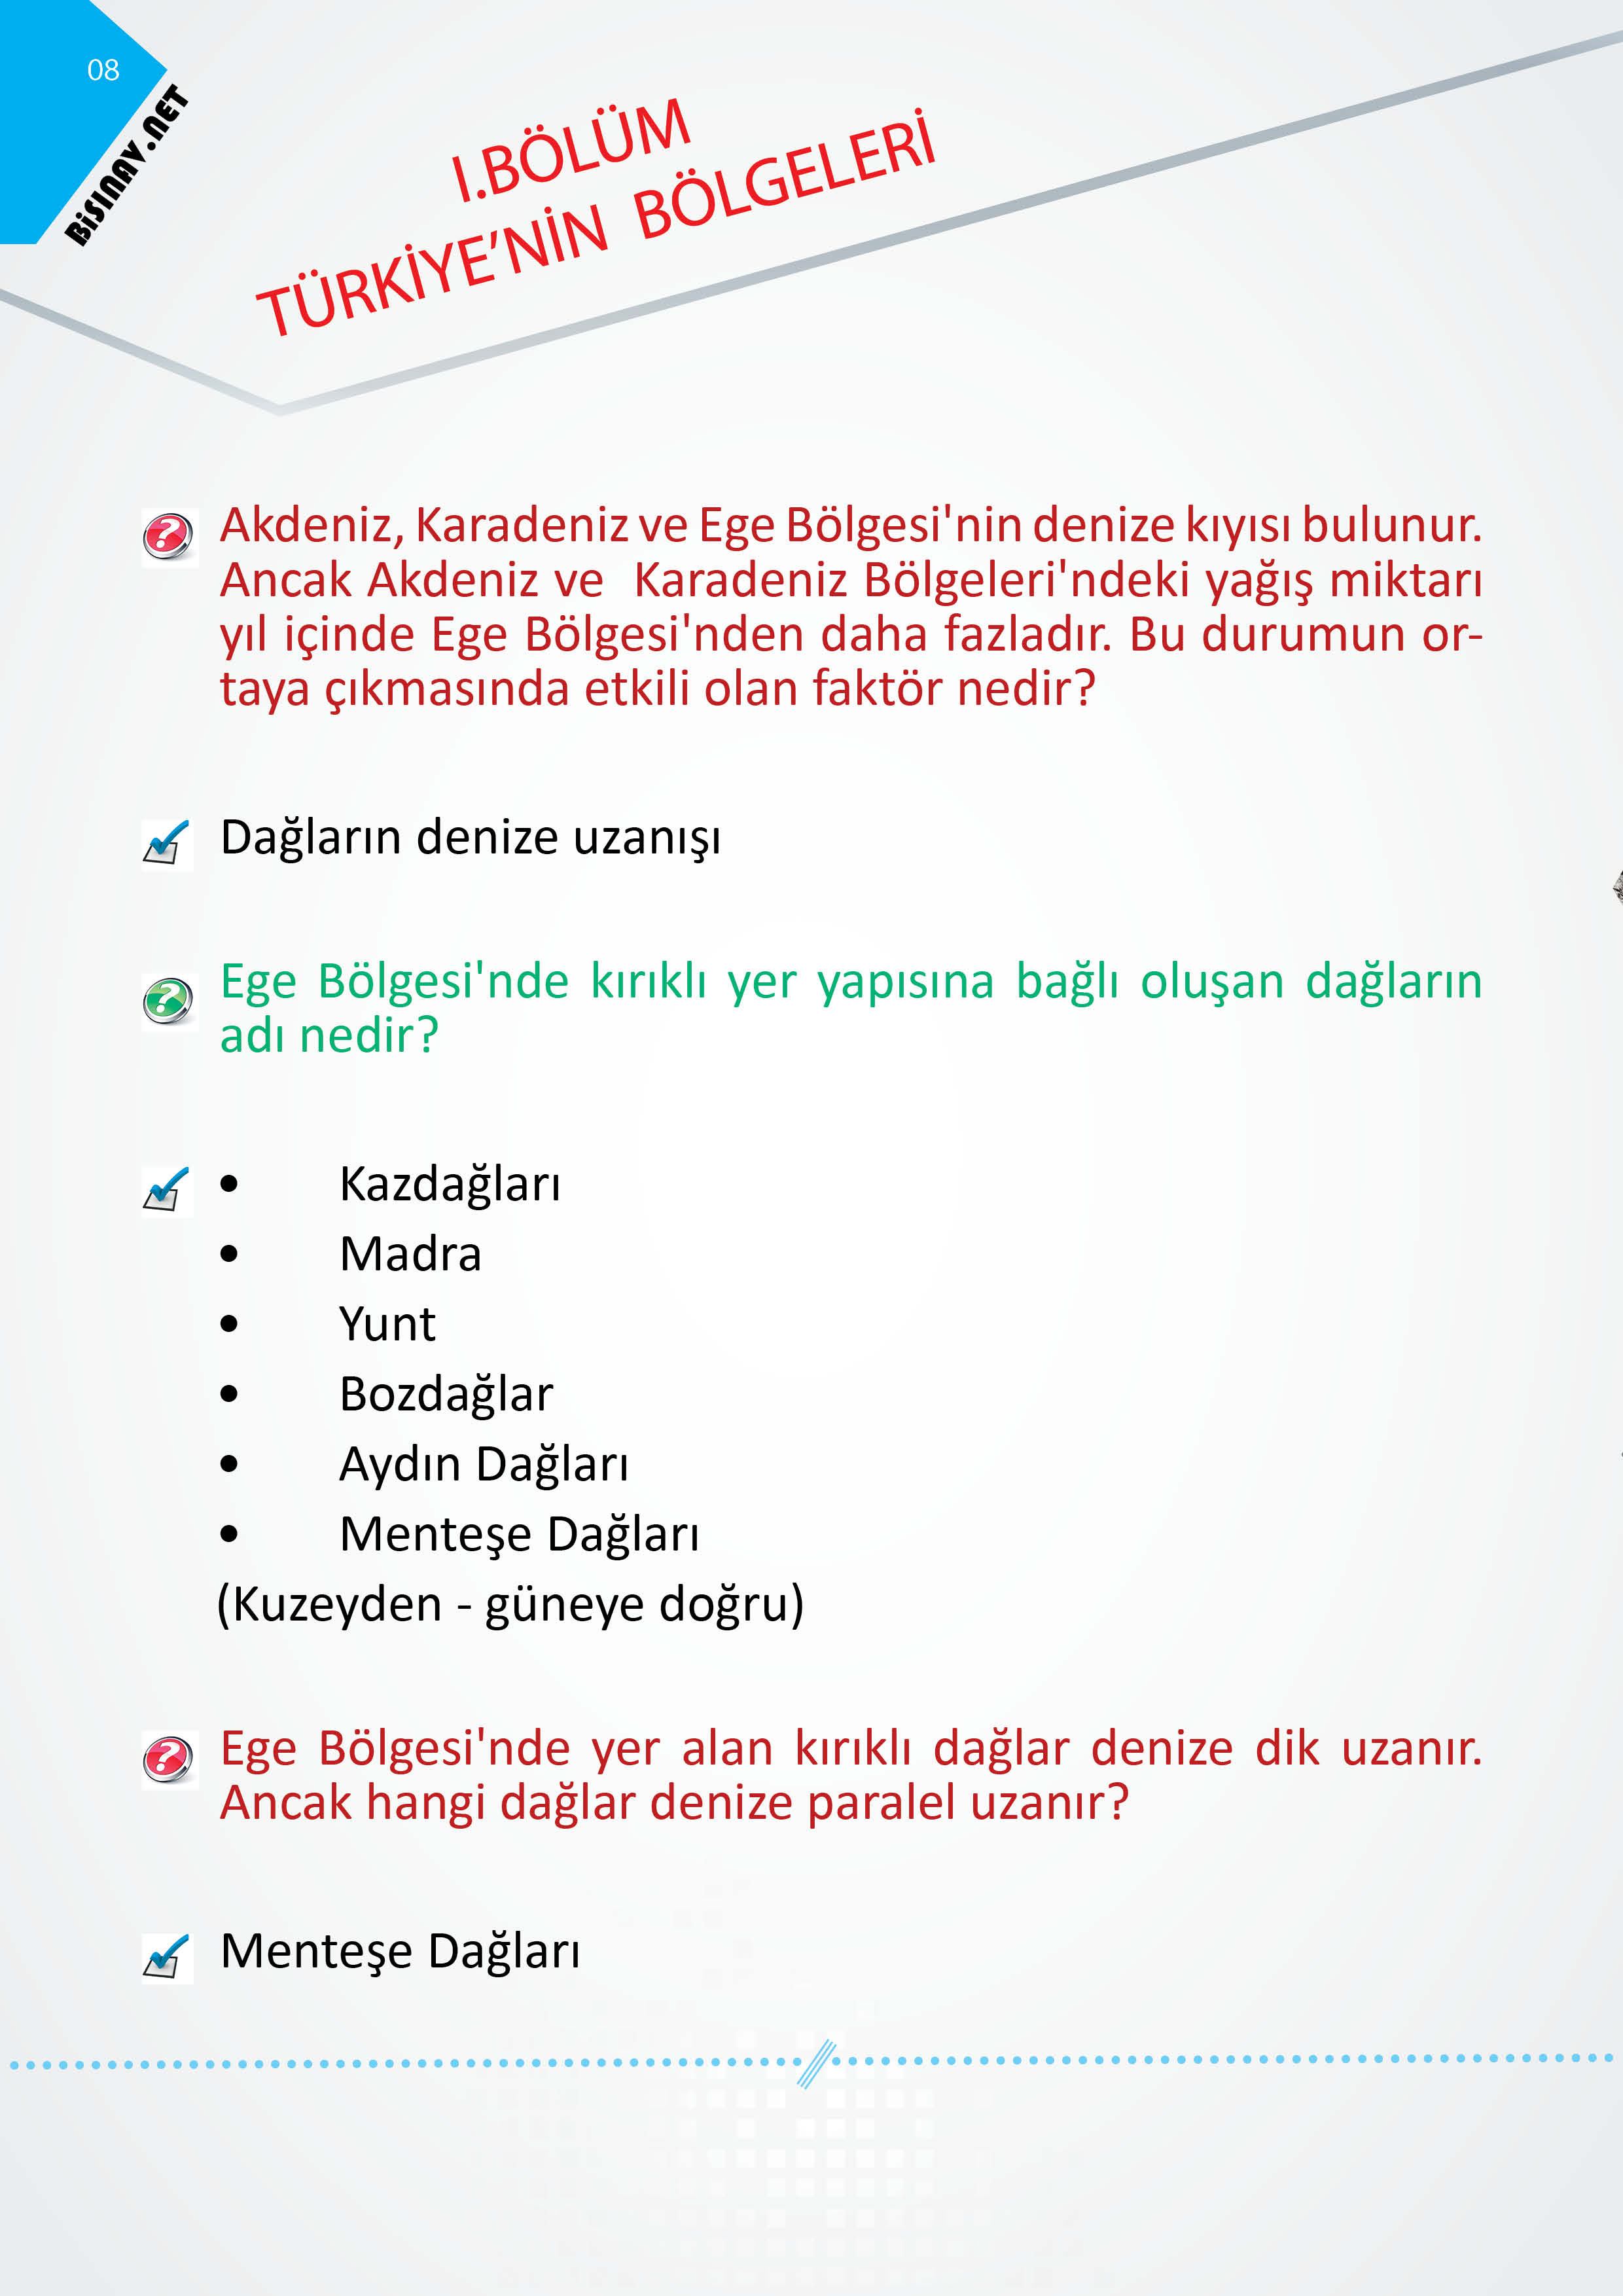 08
BiSINAV.NET
I.BÖLÜM
TÜRKİYE’NİN BÖLGELERİ
Akdeniz, Karadeniz ve Ege Bölgesi'nin denize kıyısı bulunur.
Ancak Akdeniz ve Karadeniz Bölgeleri'ndeki yağış miktarı
yıl içinde Ege Bölgesi'nden daha fazladır. Bu durumun or-
taya çıkmasında etkili olan faktör nedir?
Dağların denize uzanışı
Ege Bölgesi'nde kırıklı yer yapısına bağlı oluşan dağların
adı nedir?
• Kazdağları
• Madra
• Yunt
• Bozdağlar
• Aydın Dağları
• Menteşe Dağları
(Kuzeyden - güneye doğru)
Ege Bölgesi'nde yer alan kırıklı dağlar denize dik uzanır.
Ancak hangi dağlar denize paralel uzanır?
Menteşe Dağları